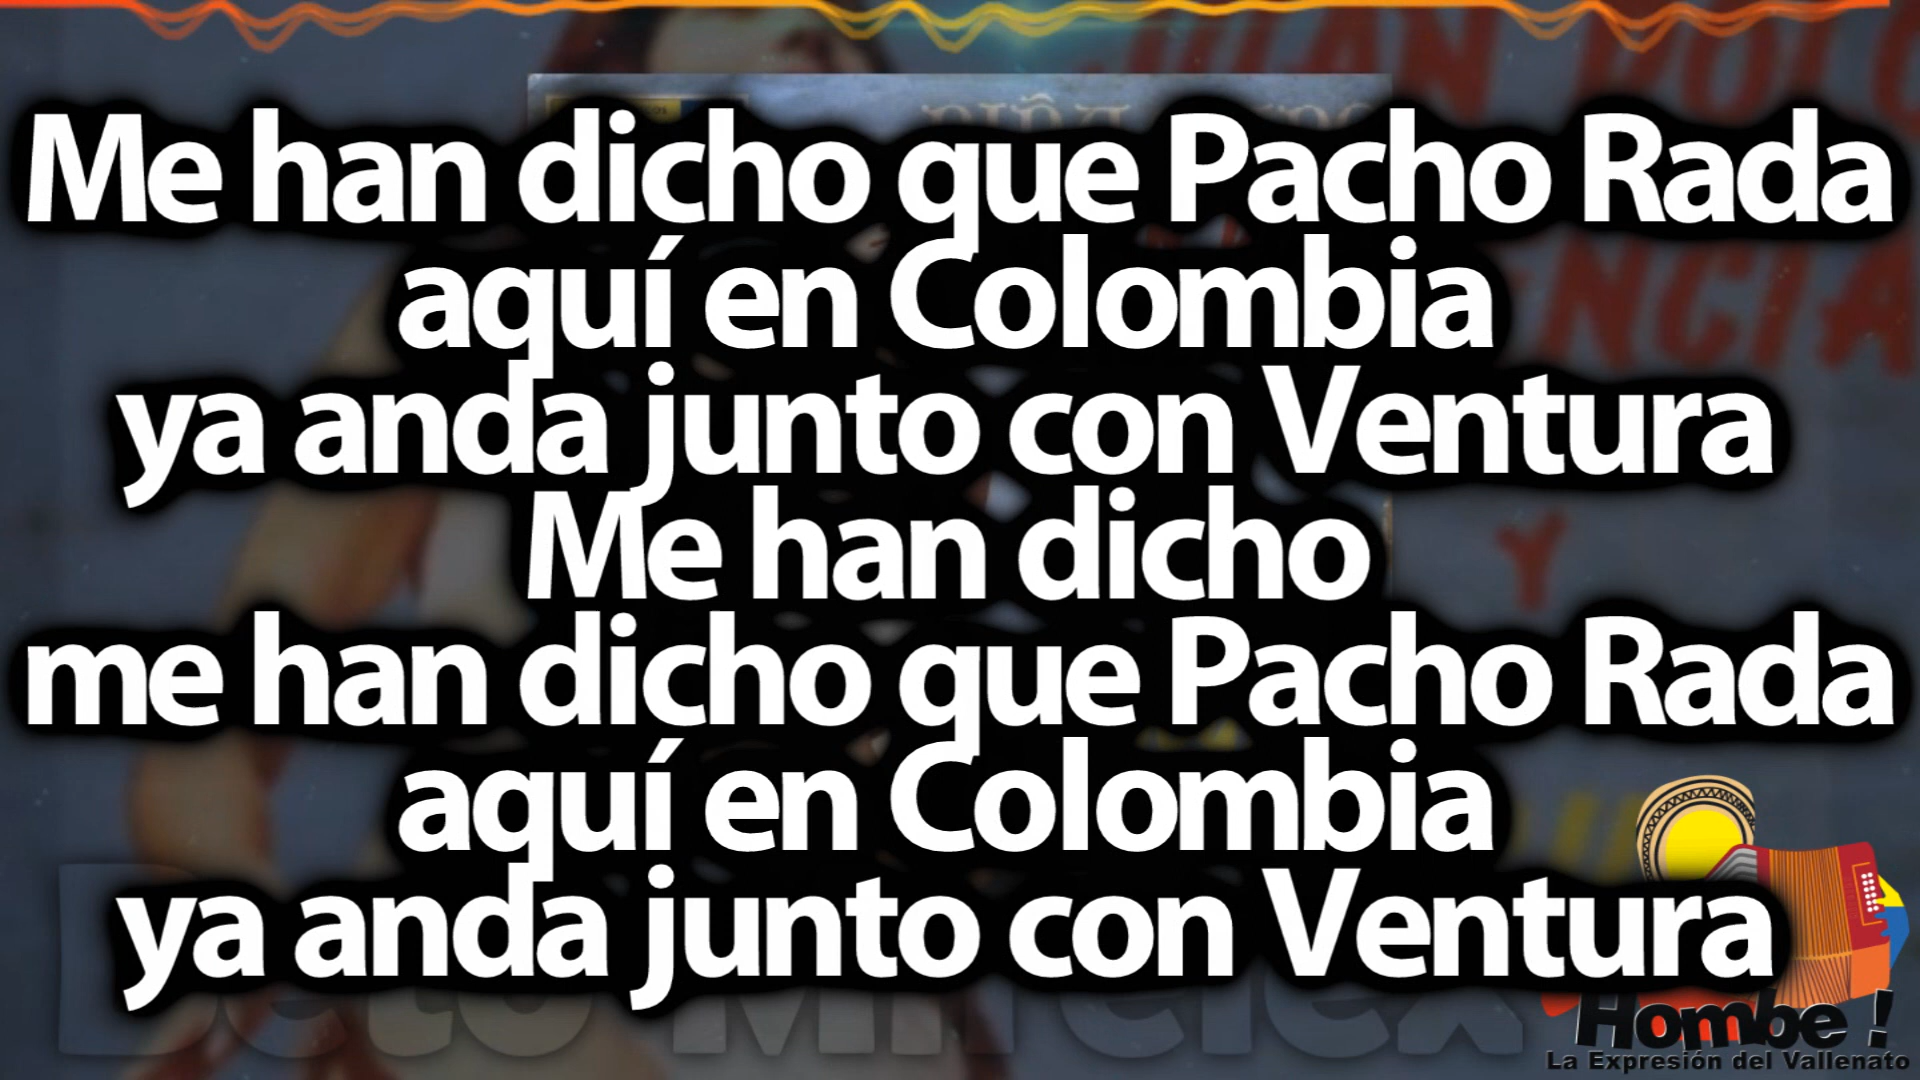 Me han dicho que Pacho Rada
aquí en Colombia
ya anda junto con Ventura
Me han dicho
me han dicho que Pacho Rada
aquí en Colombia
ya anda junto con Ventura
Hombe !
La Expresión del Vallenato